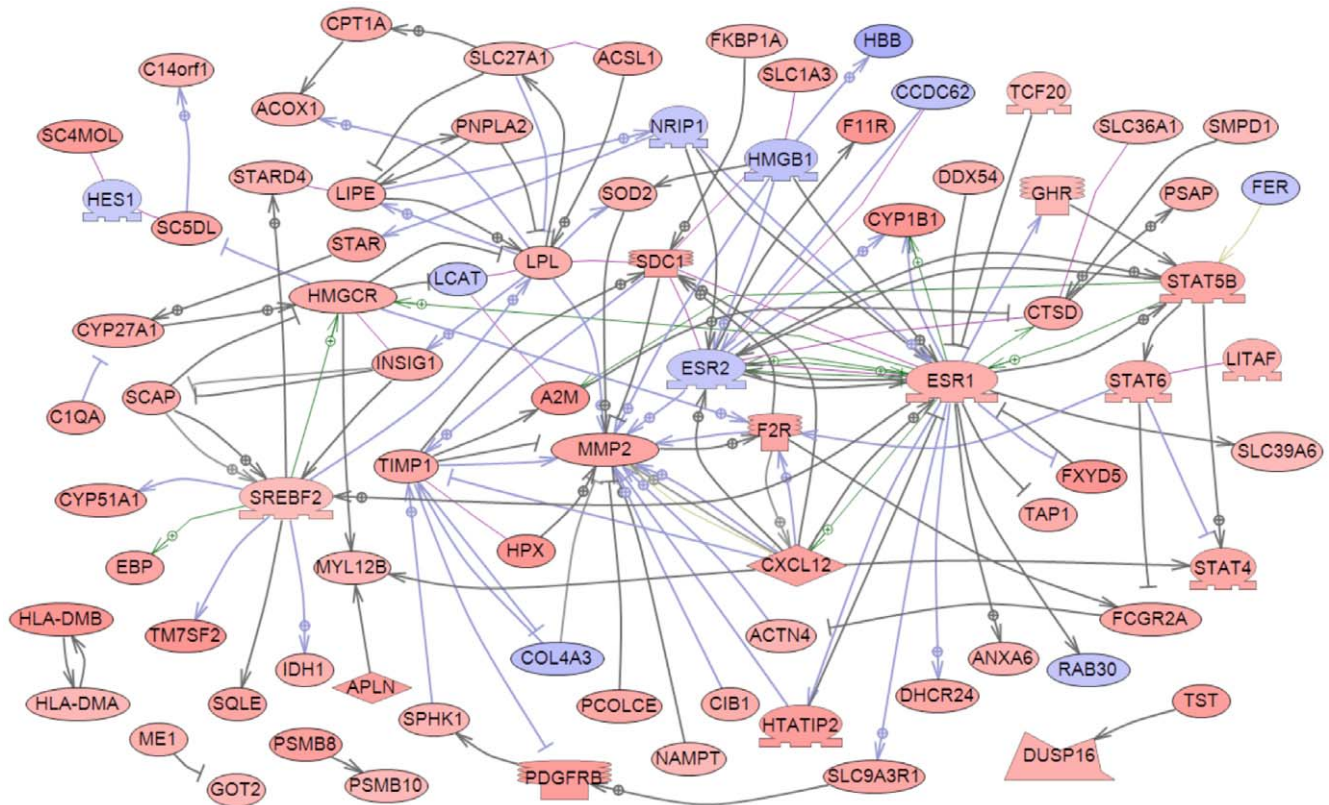 CPT1A
FKBP1A
HBB
SLC27A1
ACSL1
C14orf1
SLC1A3
CCDC62
TCF20
ACOX1
PNPLA2
NRIP1
F11R
SLC36A1
SMPD1
SC4MOL
HMGB1
STARD4
LIPE
SOD2
DDX54
GHR
PSAP
FER
HES1
SC5DL
CYP1B1
STAR
LPL
SDC1
LCAT
STAT5B
HMGCR
CTSD
CYP27A1
INSIG1
ESR2
ESR1
STAT6
LITAF
SCAP
A2M
C1QA
F2R
MMP2
SLC39A6
TIMP1
FXYD5
CYP51A1
SREBF2
TAP1
HPX
EBP
MYL12B
CXCL12
STAT4
HLA-DMB
TM7SF2
FCGR2A
ACTN4
COL4A3
IDH1
ANXA6
RAB30
HLA-DMA
SQLE
APLN
PCOLCE
CIB1
DHCR24
TST
SPHK1
HTATIP2
ME1
PSMB8
NAMPT
DUSP16
PDGFRB
SLC9A3R1
GOT2
PSMB10